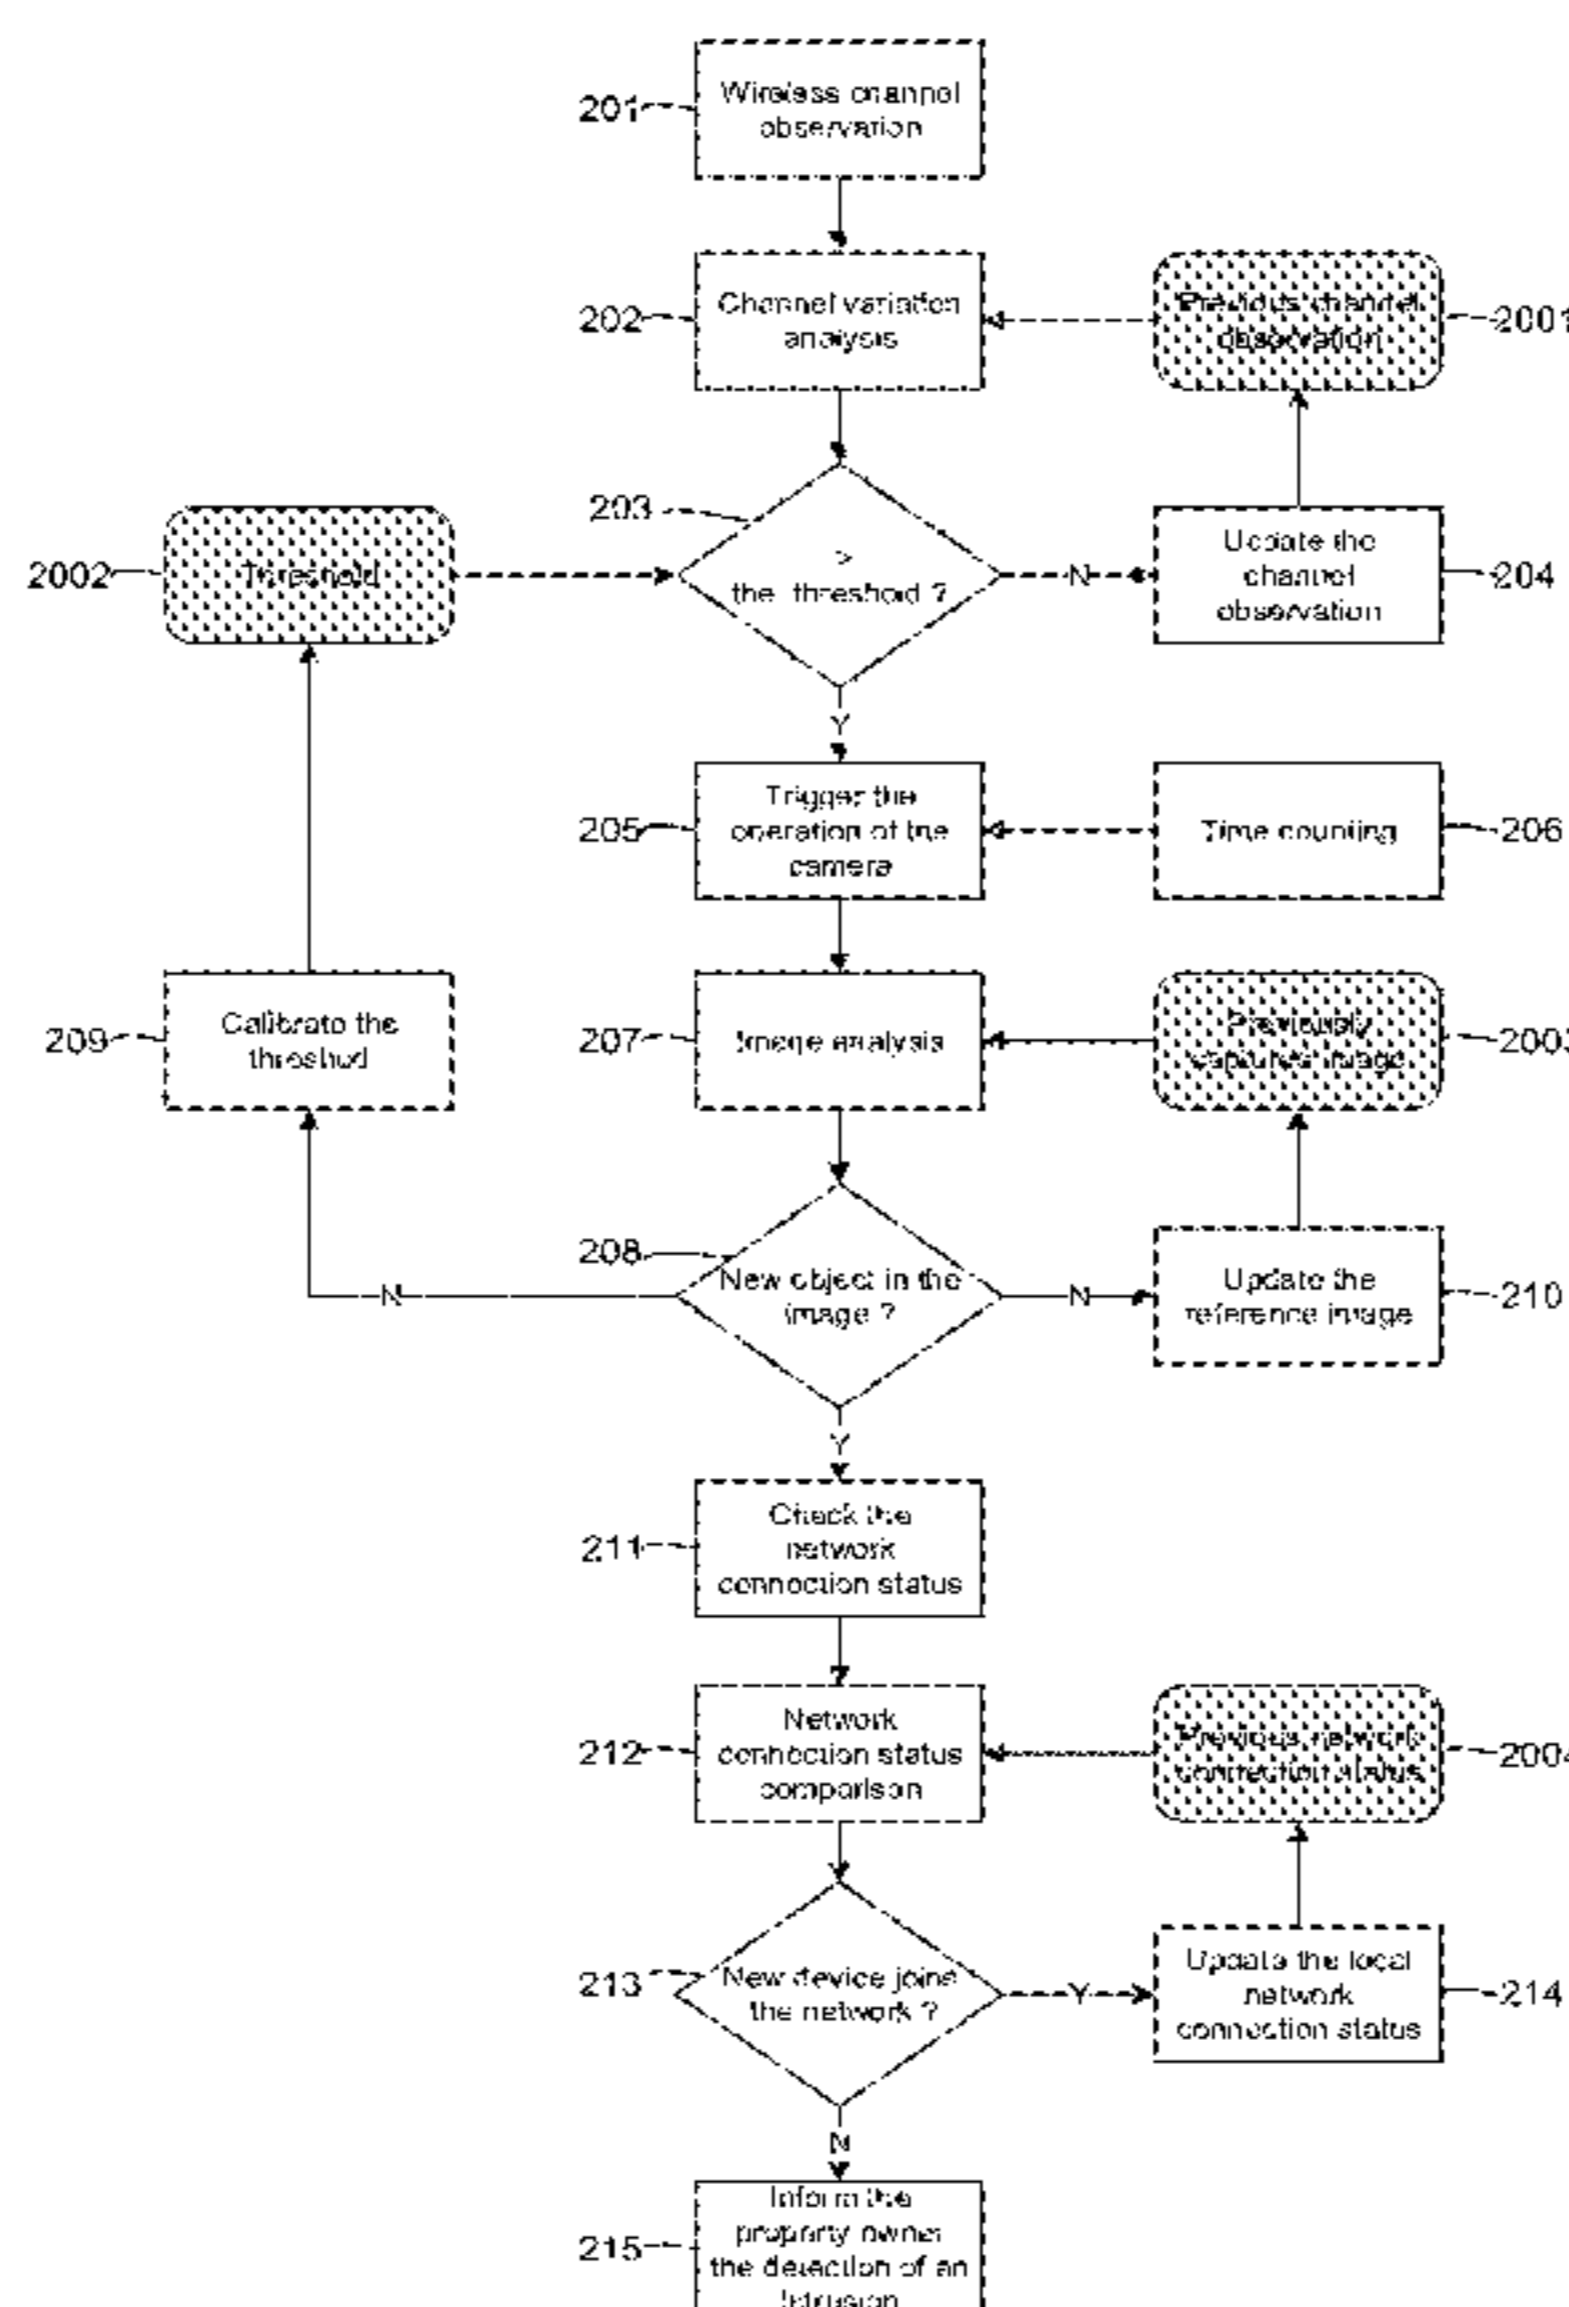 201
Wireless channel
observation
202
Channel variation
analysis
Previous channel
observation
2001
203
>
the threshold ?
2002
Threshold
N
Update the
channel
observation
204
Y
205
Trigger the
operation of the
camera
Time counting
206
209
Calibrate the
threshod
207
Image analysis
Previously
captured image
208
New object in the
image ?
N
N
Update the
reference image
210
Y
211
Check the
network
connection status
212
Network
connection status
comparison
Previous network
connection status
213
New device joins
the network ?
Y
Update the local
network
connection status
214
N
215
Inform the
property owner
the detection of an
intrusion